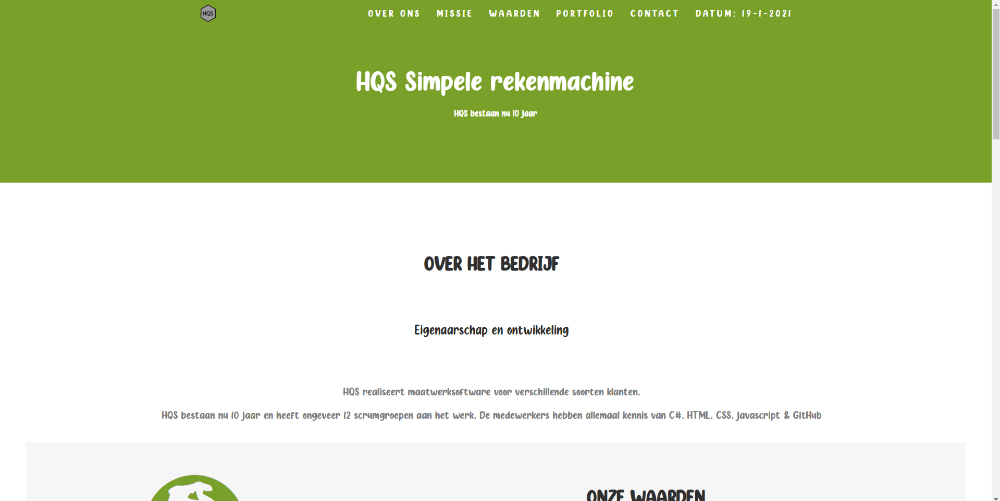 HQS
OVER ONS MISSIE WAARDEN PORTFOLIO CONTACT DATUM: 19-1-2021
HQS Simpele rekenmachine
HQS bestaan nu 10 jaar
OVER HET BEDRIJF
Eigenaarschap en ontwikkeling
HQS realiseert maatwerksoftware voor verschillende soorten klanten.
HQS bestaan nu 10 jaar en heeft ongeveer 12 scrumgroepen aan het werk. De medewerkers hebben allemaal kennis van C#, HTML, CSS, javascript & GitHub
ONZE WAARDEN